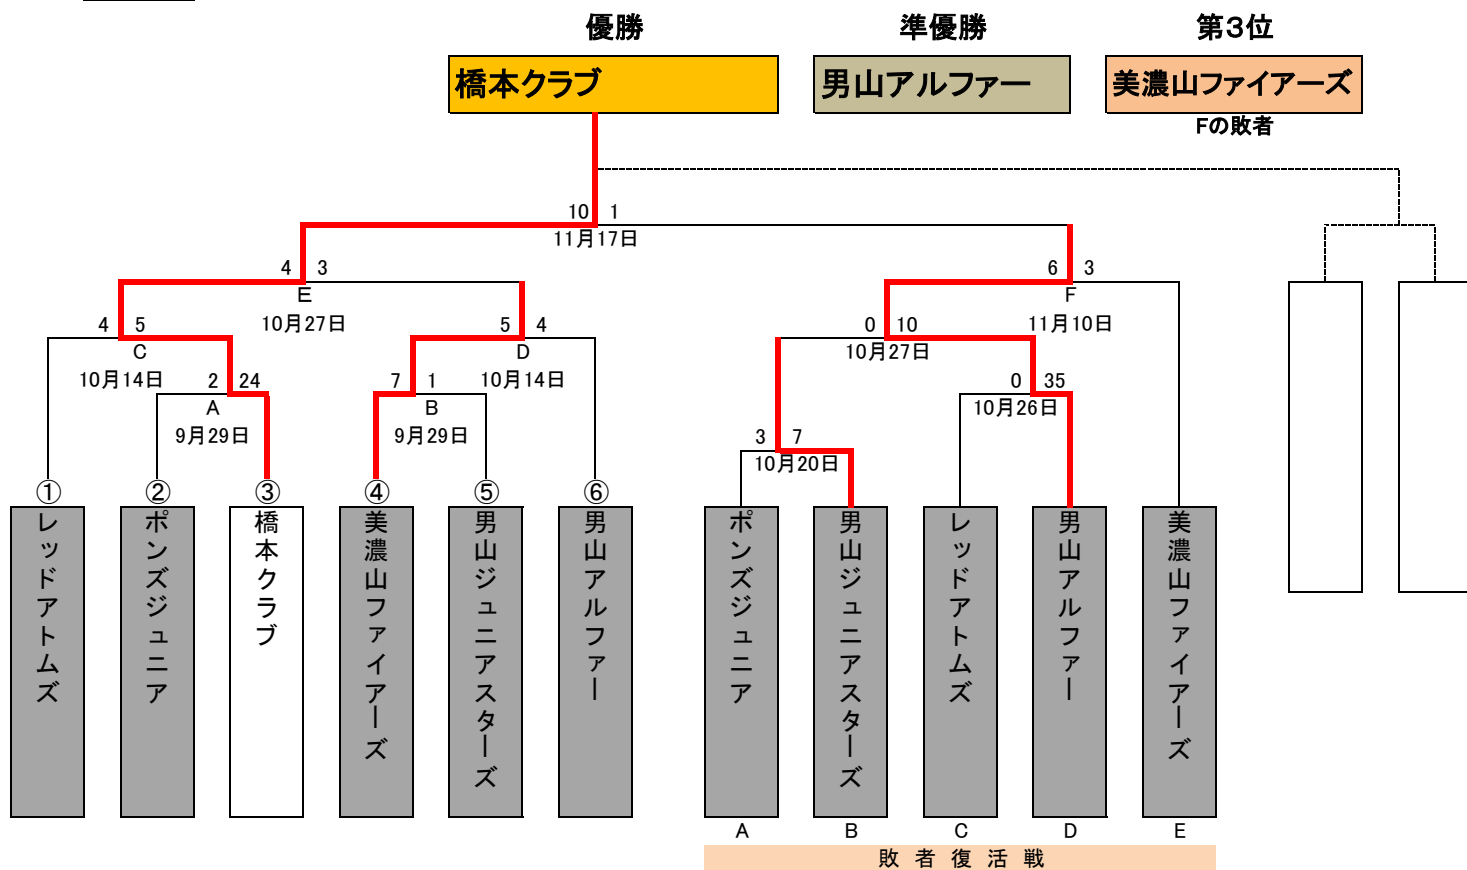 優勝
準優勝
第3位
橋本クラブ
男山アルファー
美濃山ファイアーズ
Fの敗者
10 1
11月17日
4 3
E
10月27日
6 3
F
11月10日
4 5
C
10月14日
5 4
D
10月14日
0 10
10月27日
2 24
A
9月29日
7 1
B
9月29日
0 35
10月26日
3 7
10月20日
①
②
③
④
⑤
⑥
レッドアトムズ
ポンズジュニア
橋本クラブ
美濃山ファイアーズ
男山ジュニアスターズ
男山アルファー
ポンズジュニア
男山ジュニアスターズ
レッドアトムズ
男山アルファー
美濃山ファイアーズ
A
B
C
D
E
敗者復活戦